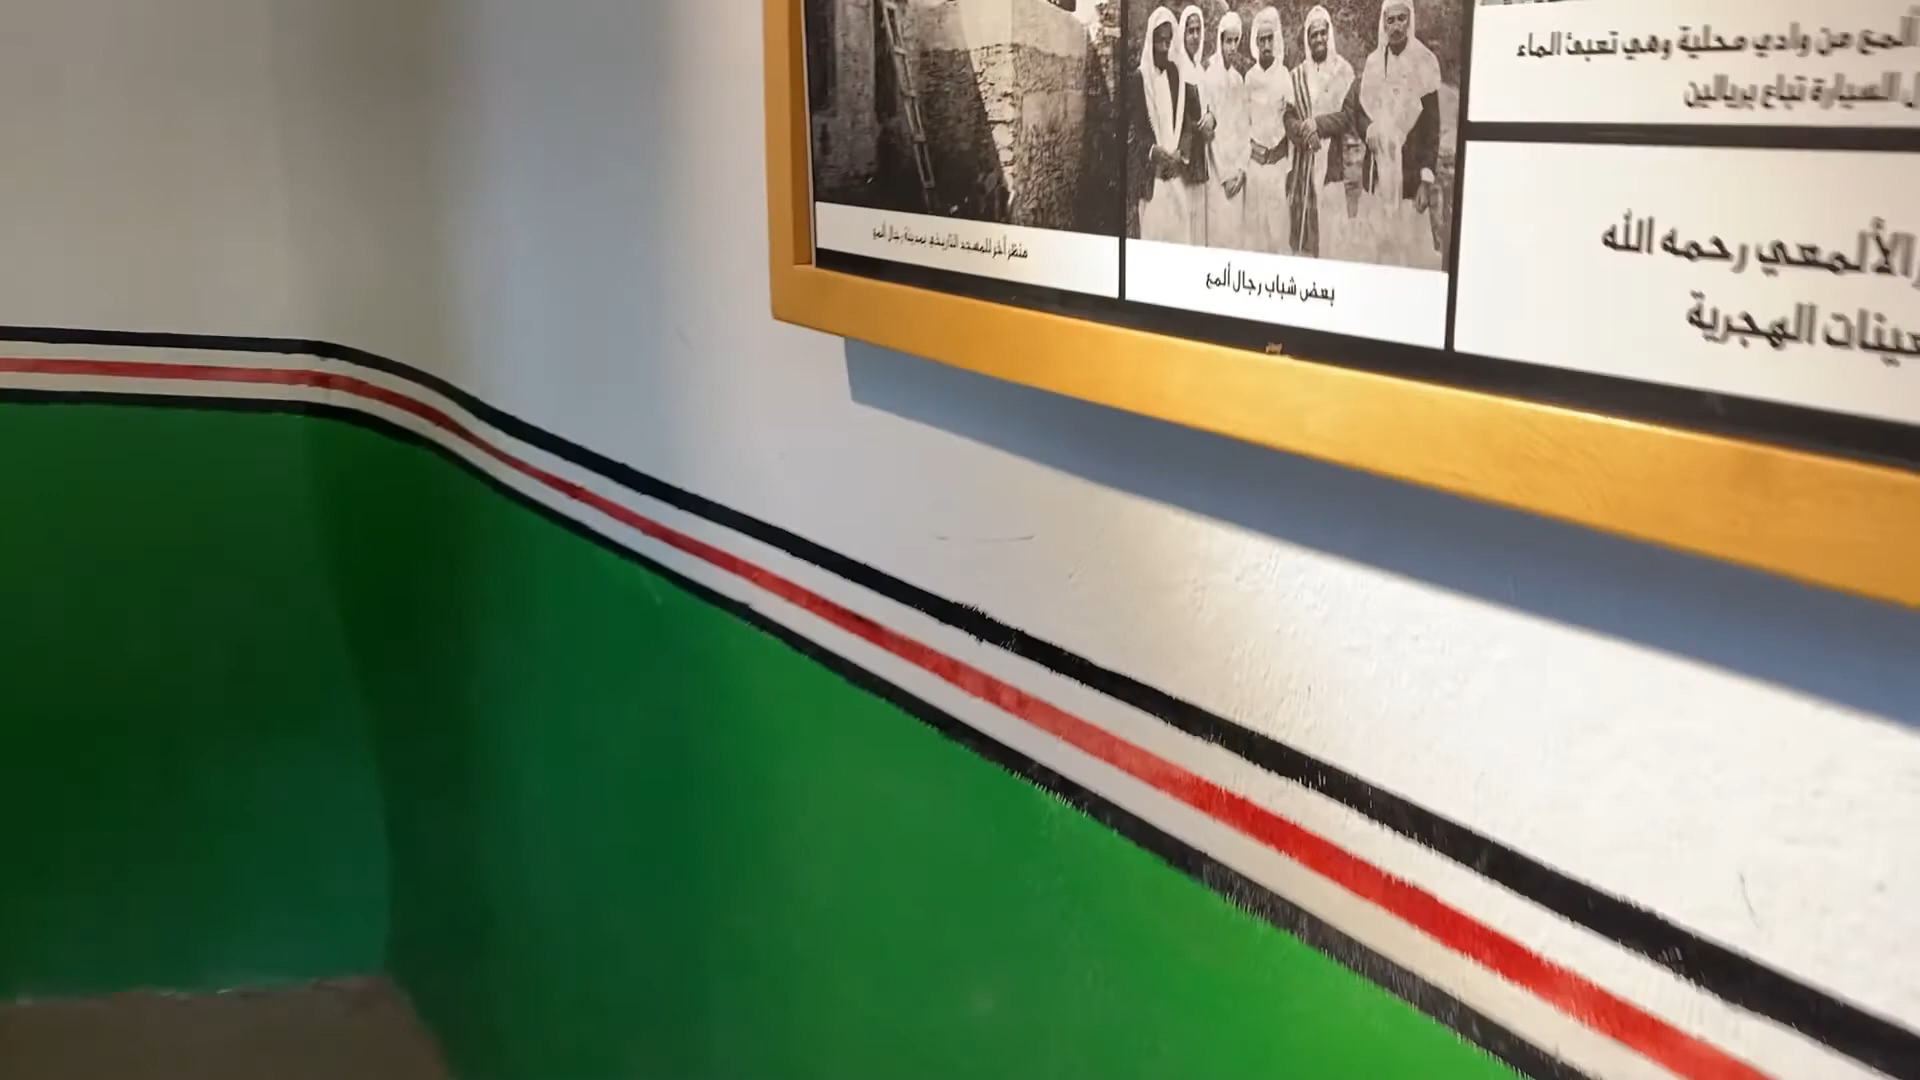 ألمع من وادي محلية وهي تعبئ الماء
السيارة تباع بريالين
الألمعي رحمه الله
الهجرية
بعض شباب رجال ألمع
منظر آخر للمسجد التاريخي بمدينة رجال ألمع